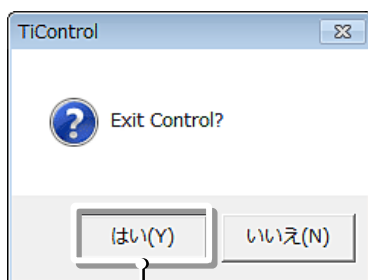 TiControl
Exit Control?
はい(Y)
いいえ(N)